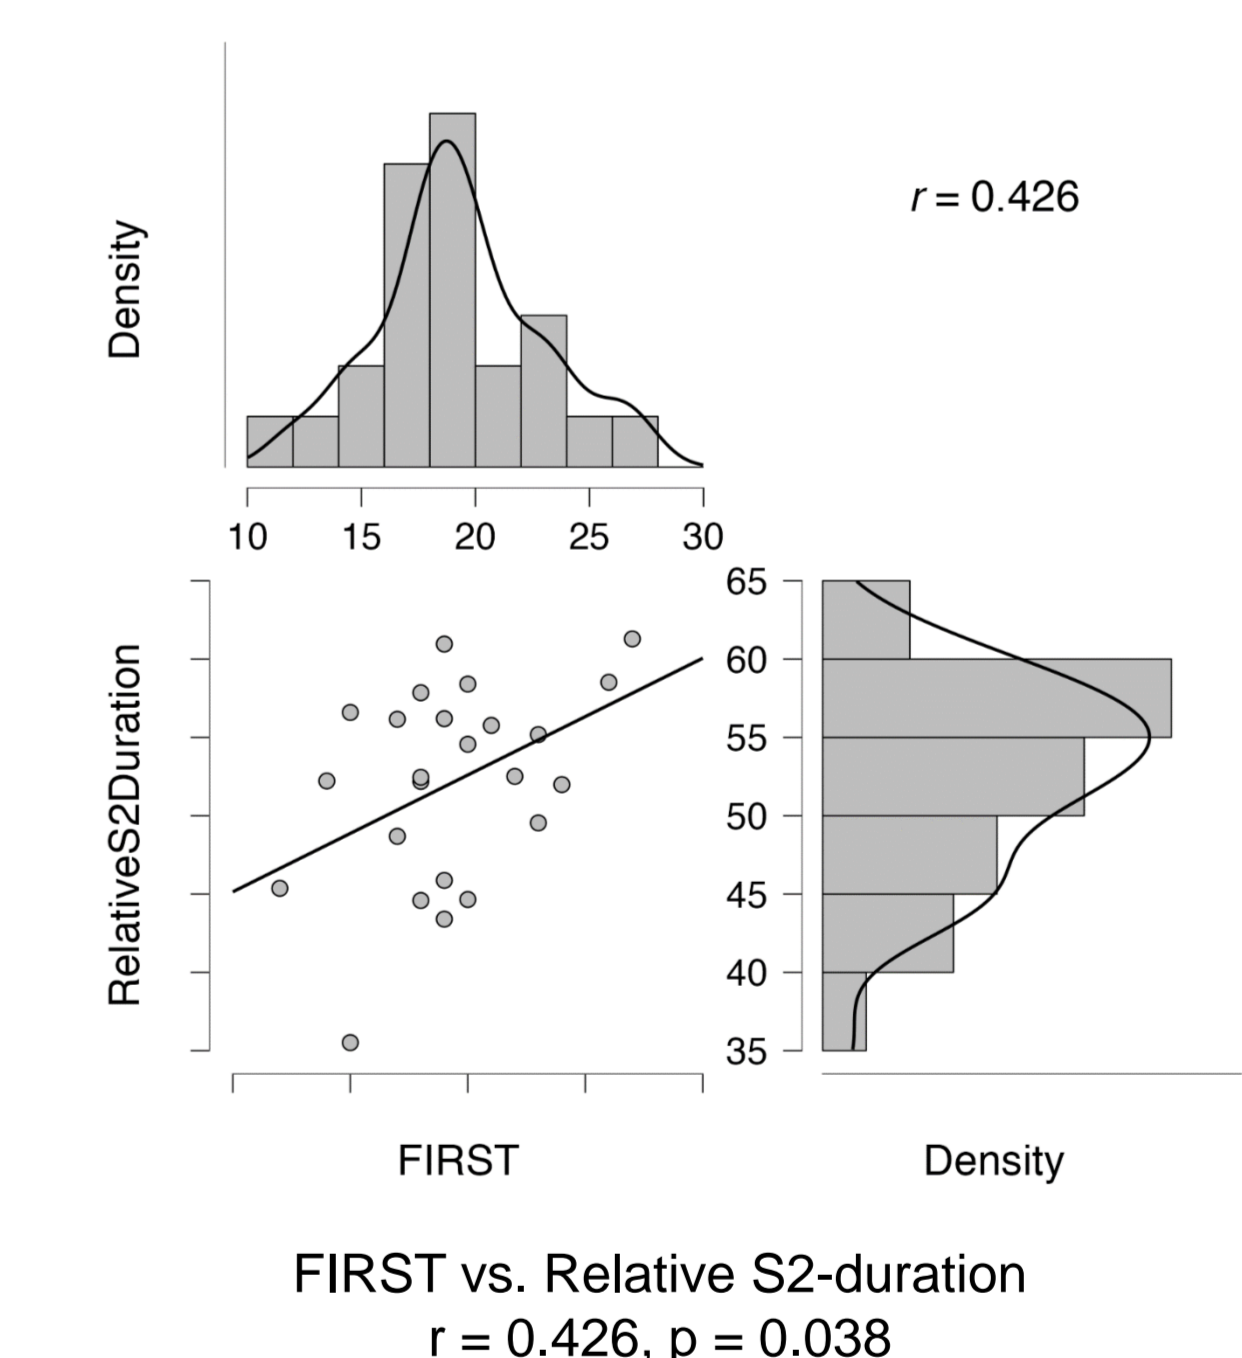 Density
r = 0.426
10 15 20 25 30
RelativeS2Duration
65
60
55
50
45
40
35
FIRST
Density
FIRST vs. Relative S2-duration
r = 0.426, p = 0.038